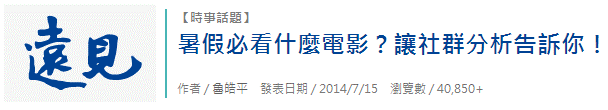 遠見
【時事話題】
暑假必看什麼電影？讓社群分析告訴你！
作者 / 魯皓平　發表日期 / 2014/7/15　瀏覽數 / 40,850+